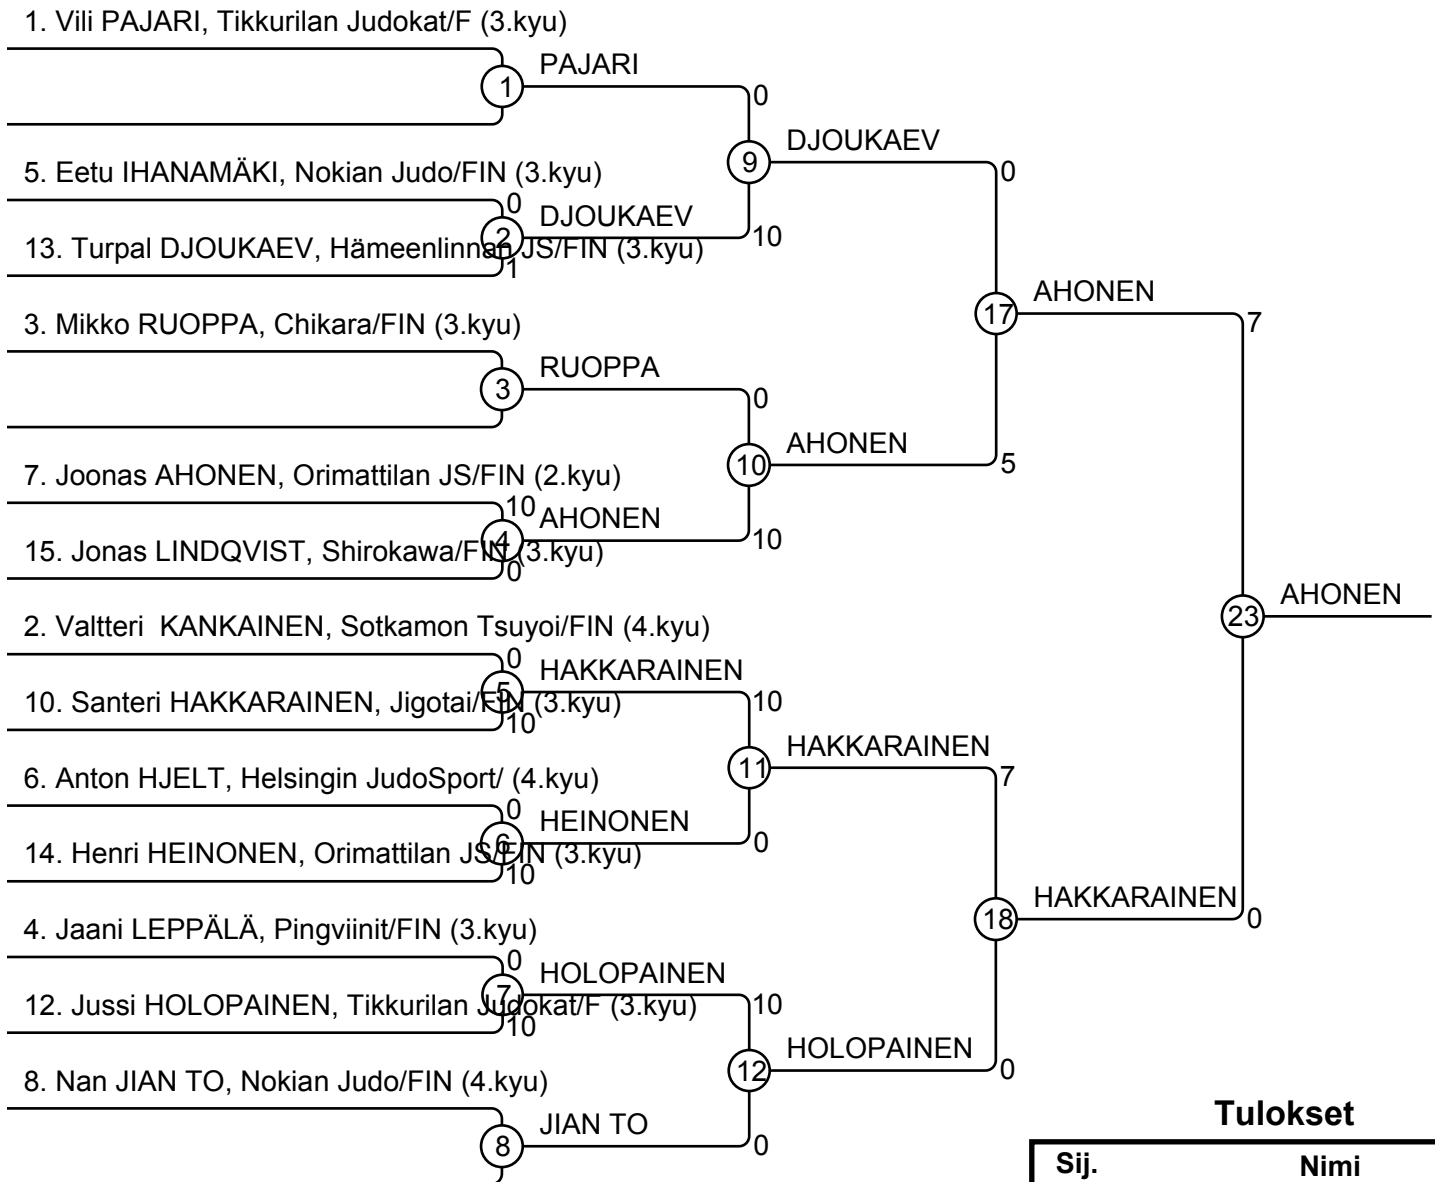 1. Vili PAJARI, Tikkurilan Judokat/F (3.kyu)
PAJARI
1
0
DJOUKAEV
9
0
5. Eetu IHANAMÄKI, Nokian Judo/FIN (3.kyu)
0
DJOUKAEV
2
10
13. Turpal DJOUKAEV, Hämeenlinnan JS/FIN (3.kyu)
1
AHONEN
17
7
3. Mikko RUOPPA, Chikara/FIN (3.kyu)
RUOPPA
3
0
AHONEN
10
5
7. Joonas AHONEN, Orimattilan JS/FIN (2.kyu)
10
AHONEN
4
10
15. Jonas LINDQVIST, Shirokawa/FIN (3.kyu)
0
AHONEN
23
2. Valtteri  KANKAINEN, Sotkamon Tsuyoi/FIN (4.kyu)
0
HAKKARAINEN
5
10
10. Santeri HAKKARAINEN, Jigotai/FIN (3.kyu)
10
HAKKARAINEN
11
7
6. Anton HJELT, Helsingin JudoSport/ (4.kyu)
0
HEINONEN
6
0
14. Henri HEINONEN, Orimattilan JS/FIN (3.kyu)
10
HAKKARAINEN
18
0
4. Jaani LEPPÄLÄ, Pingviinit/FIN (3.kyu)
0
HOLOPAINEN
7
10
12. Jussi HOLOPAINEN, Tikkurilan Judokat/F (3.kyu)
10
HOLOPAINEN
12
0
8. Nan JIAN TO, Nokian Judo/FIN (4.kyu)
JIAN TO
8
0
Tulokset
Sij. Nimi